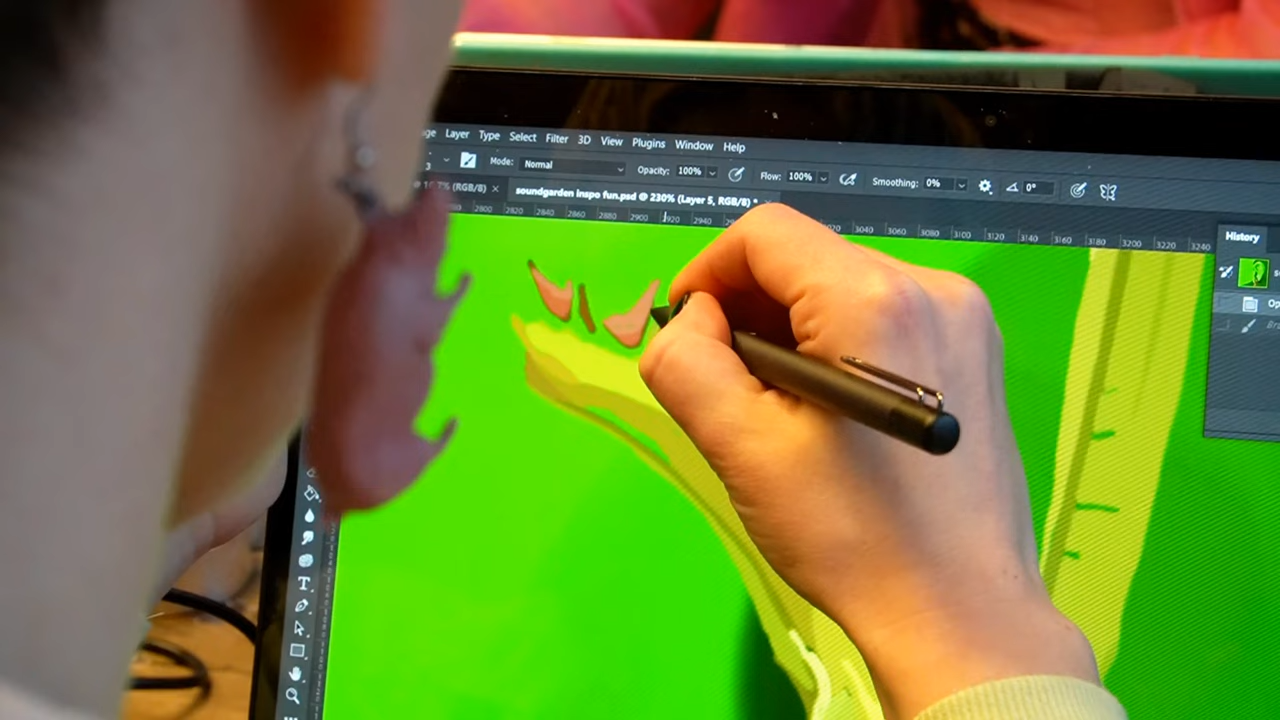 ge Layer Type Select Filter 3D View Plugins Window Help
Mode: Normal Opacity: 100% Flow: 100% Smoothing: 0% 0°
(RGB/8) × soundgarden inspo fun.psd @ 230% (Layer 5, RGB/8) *
2800 2820 2840 2860 2880 2900 2920 2940 3040 3060 3080 3100 3120 3140 3160 3180 3200 3220 3240
History
Op
T